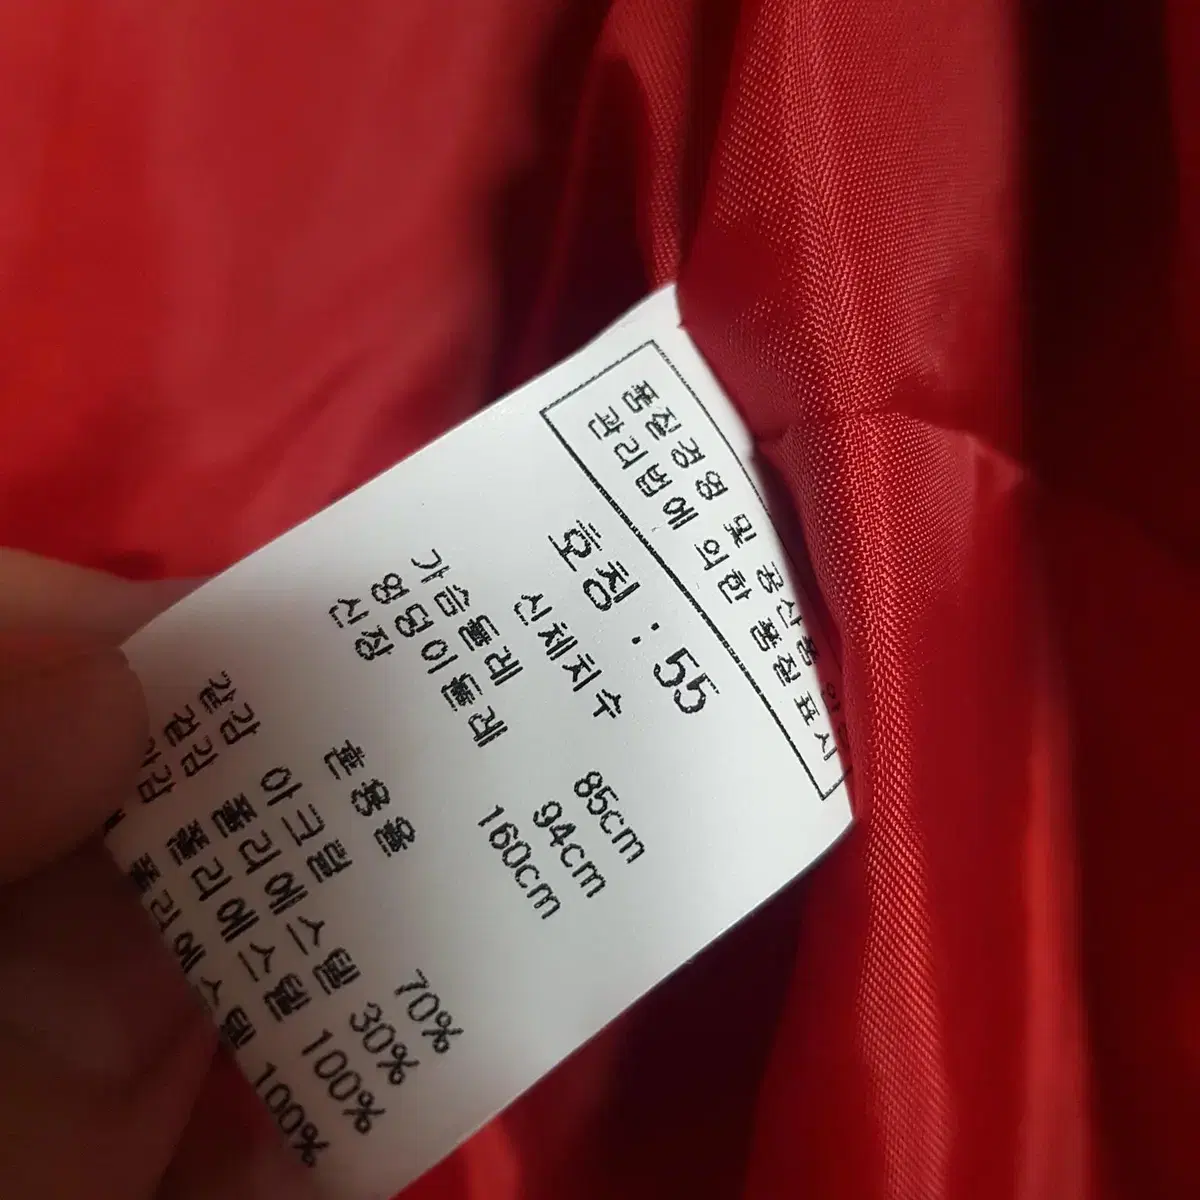 품질경영 및 공산품
관리법에 의한 품질표시
호칭 : 55
신체치수
가슴둘레 85cm
엉덩이둘레 94cm
신장 160cm
혼용율
아크릴 70%
폴리에스텔 30%
폴리에스텔 100%
폴리에스텔 100%